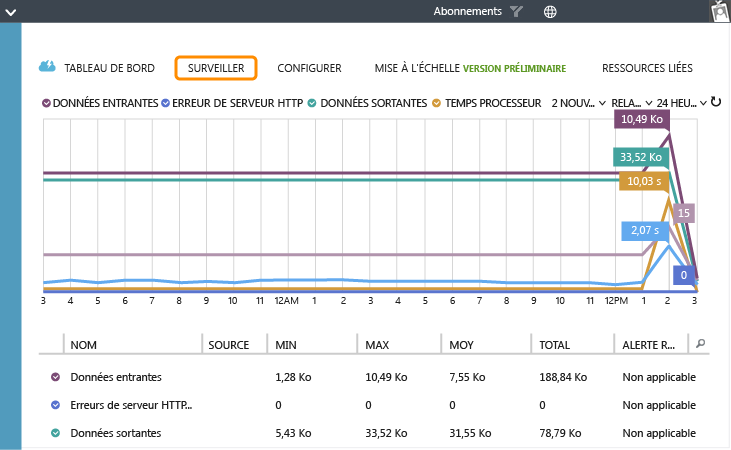 Abonnements
TABLEAU DE BORD SURVEILLER CONFIGURER MISE À L'ÉCHELLE VERSION PRÉLIMINAIRE RESSOURCES LIÉES
DONNÉES ENTRANTES ERREUR DE SERVEUR HTTP DONNÉES SORTANTES TEMPS PROCESSEUR 2 NOUV... RELA... 24 HEU...
10,49 Ko
33,52 Ko
10,03 s
15
2,07 s
0
3 4 5 6 7 8 9 10 11 12AM 1 2 3 4 5 6 7 8 9 10 11 12PM 1 2 3
NOM SOURCE MIN MAX MOY TOTAL ALERTE R...
Données entrantes 1,28 Ko 10,49 Ko 7,55 Ko 188,84 Ko Non applicable
Erreurs de serveur HTTP... 0 0 0 0 Non applicable
Données sortantes 5,43 Ko 33,52 Ko 31,55 Ko 78,79 Ko Non applicable